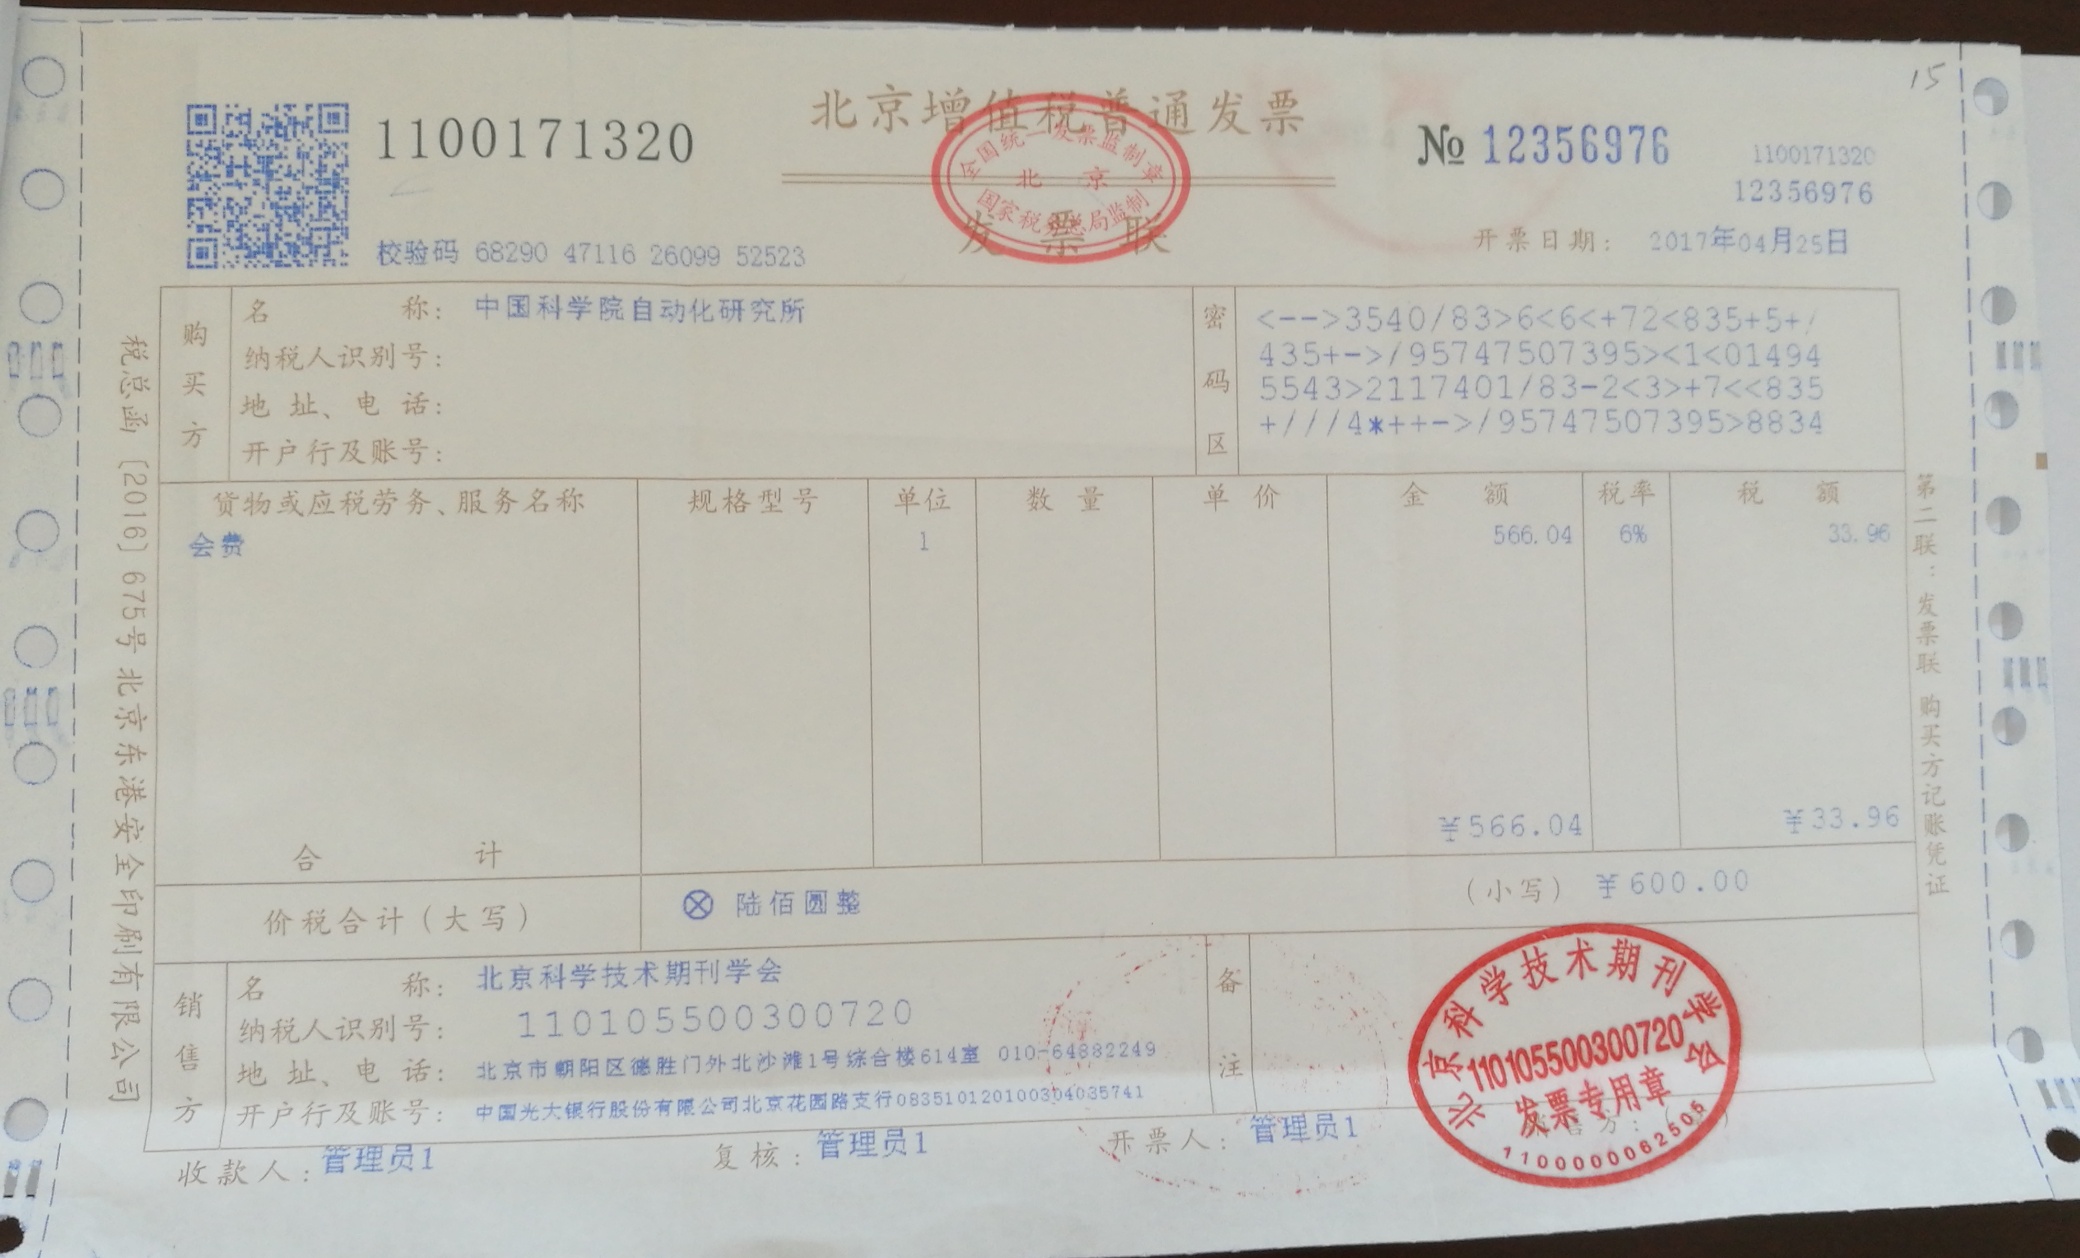 15
北京增值税普通发票
1100171320
№ 12356976
1100171320
12356976
全国统一发票监制章
北京
国家税务总局监制
发票联
校验码 68290 47116 26099 52523
开票日期: 2017年04月25日
购买方
名称: 中国科学院自动化研究所
纳税人识别号:
地址、电话:
开户行及账号:
密码区
<-->3540/83>6<6<+72<835+5+/
435+->/95747507395><1<01494
5543>2117401/83-2<3>+7<<835
+///4*++->/95747507395>8834
货物或应税劳务、服务名称 规格型号 单位 数量 单价 金额 税率 税额
会费 1 566.04 6% 33.96
合计 ¥566.04 ¥33.96
价税合计(大写) ⊗ 陆佰圆整 (小写) ¥600.00
销售方
名称: 北京科学技术期刊学会
纳税人识别号: 110105500300720
地址、电话: 北京市朝阳区德胜门外北沙滩1号综合楼614室 010-64882249
开户行及账号: 中国光大银行股份有限公司北京花园路支行083510120100304035741
备注
收款人: 管理员1 复核: 管理员1 开票人: 管理员1
北京科学技术期刊学会
110105500300720
发票专用章
1100000062505
税总函〔2016〕675号北京东港安全印刷有限公司
第二联:发票联 购买方记账凭证